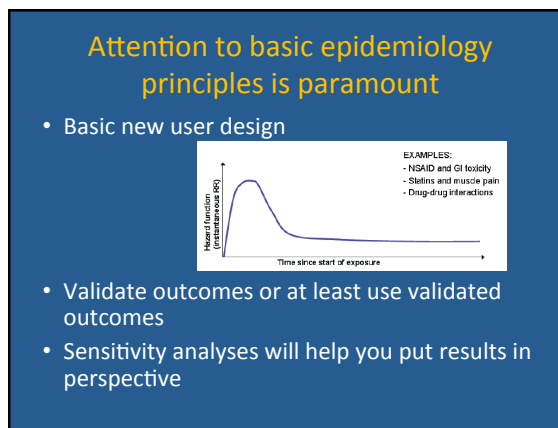 Attention to basic epidemiology
principles is paramount
• Basic new user design
EXAMPLES:
- NSAID and GI toxicity
- Statins and muscle pain
- Drug-drug interactions
Hazard function
(instantaneous RR)
Time since start of exposure
• Validate outcomes or at least use validated
outcomes
• Sensitivity analyses will help you put results in
perspective